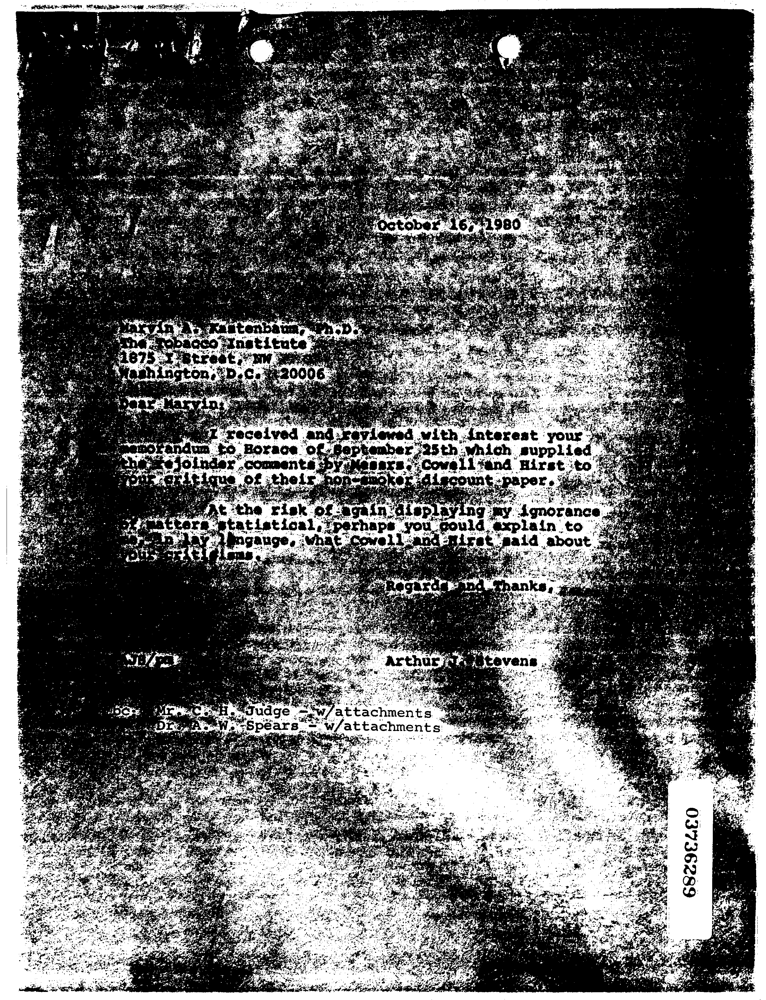 October 16, 1980
Marvin A. Kastenbaum, Ph.D.
The Tobacco Institute
1875 I Street, NW
Washington, D.C. 20006
Dear Marvin:
I received and reviewed with interest your
memorandum to Horace of September 25th which supplied
the rejoinder comments by Messrs. Cowell and Hirst to
your critique of their non-smoker discount paper.
At the risk of again displaying my ignorance
of matters statistical, perhaps you could explain to
me, in lay langauge, what Cowell and Hirst said about
your criticisms.
Regards and Thanks,
AJS/pm
Arthur J. Stevens
bc: Mr. C. H. Judge - w/attachments
Dr. A. W. Spears - w/attachments
03736289